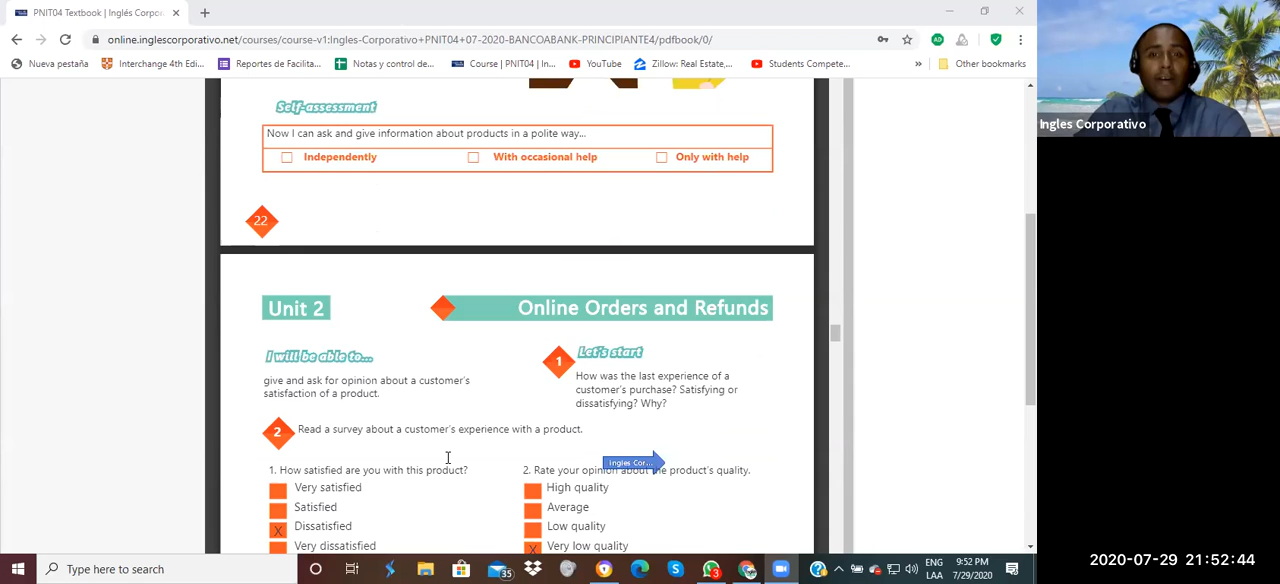 PNIT04 Textbook | Inglés Corpor
online.inglescorporativo.net/courses/course-v1:Ingles-Corporativo+PNIT04+07-2020-BANCOABANK-PRINCIPIANTE4/pdfbook/0/
Nueva pestaña
Interchange 4th Edi...
Reportes de Facilita...
Notas y control de...
Course | PNIT04 | In...
YouTube
Zillow: Real Estate,...
Students Compete...
»
Other bookmarks
Ingles Corporativo
Self-assessment
Now I can ask and give information about products in a polite way...
Independently
With occasional help
Only with help
22
Unit 2
Online Orders and Refunds
I will be able to...
give and ask for opinion about a customer's
satisfaction of a product.
1
Let's start
How was the last experience of a
customer's purchase? Satisfying or
dissatisfying? Why?
2
Read a survey about a customer's experience with a product.
1. How satisfied are you with this product?
Very satisfied
Satisfied
X Dissatisfied
Very dissatisfied
Ingles Cor...
2. Rate your opinion about the product's quality.
High quality
Average
Low quality
X Very low quality
Type here to search
35
3
ENG
LAA
9:52 PM
7/29/2020
2020-07-29 21:52:44